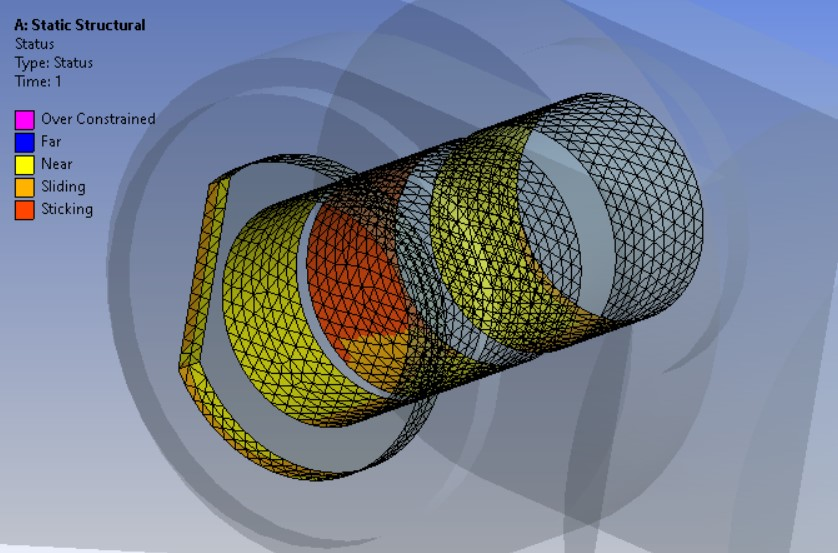 A: Static Structural
Status
Type: Status
Time: 1
Over Constrained
Far
Near
Sliding
Sticking